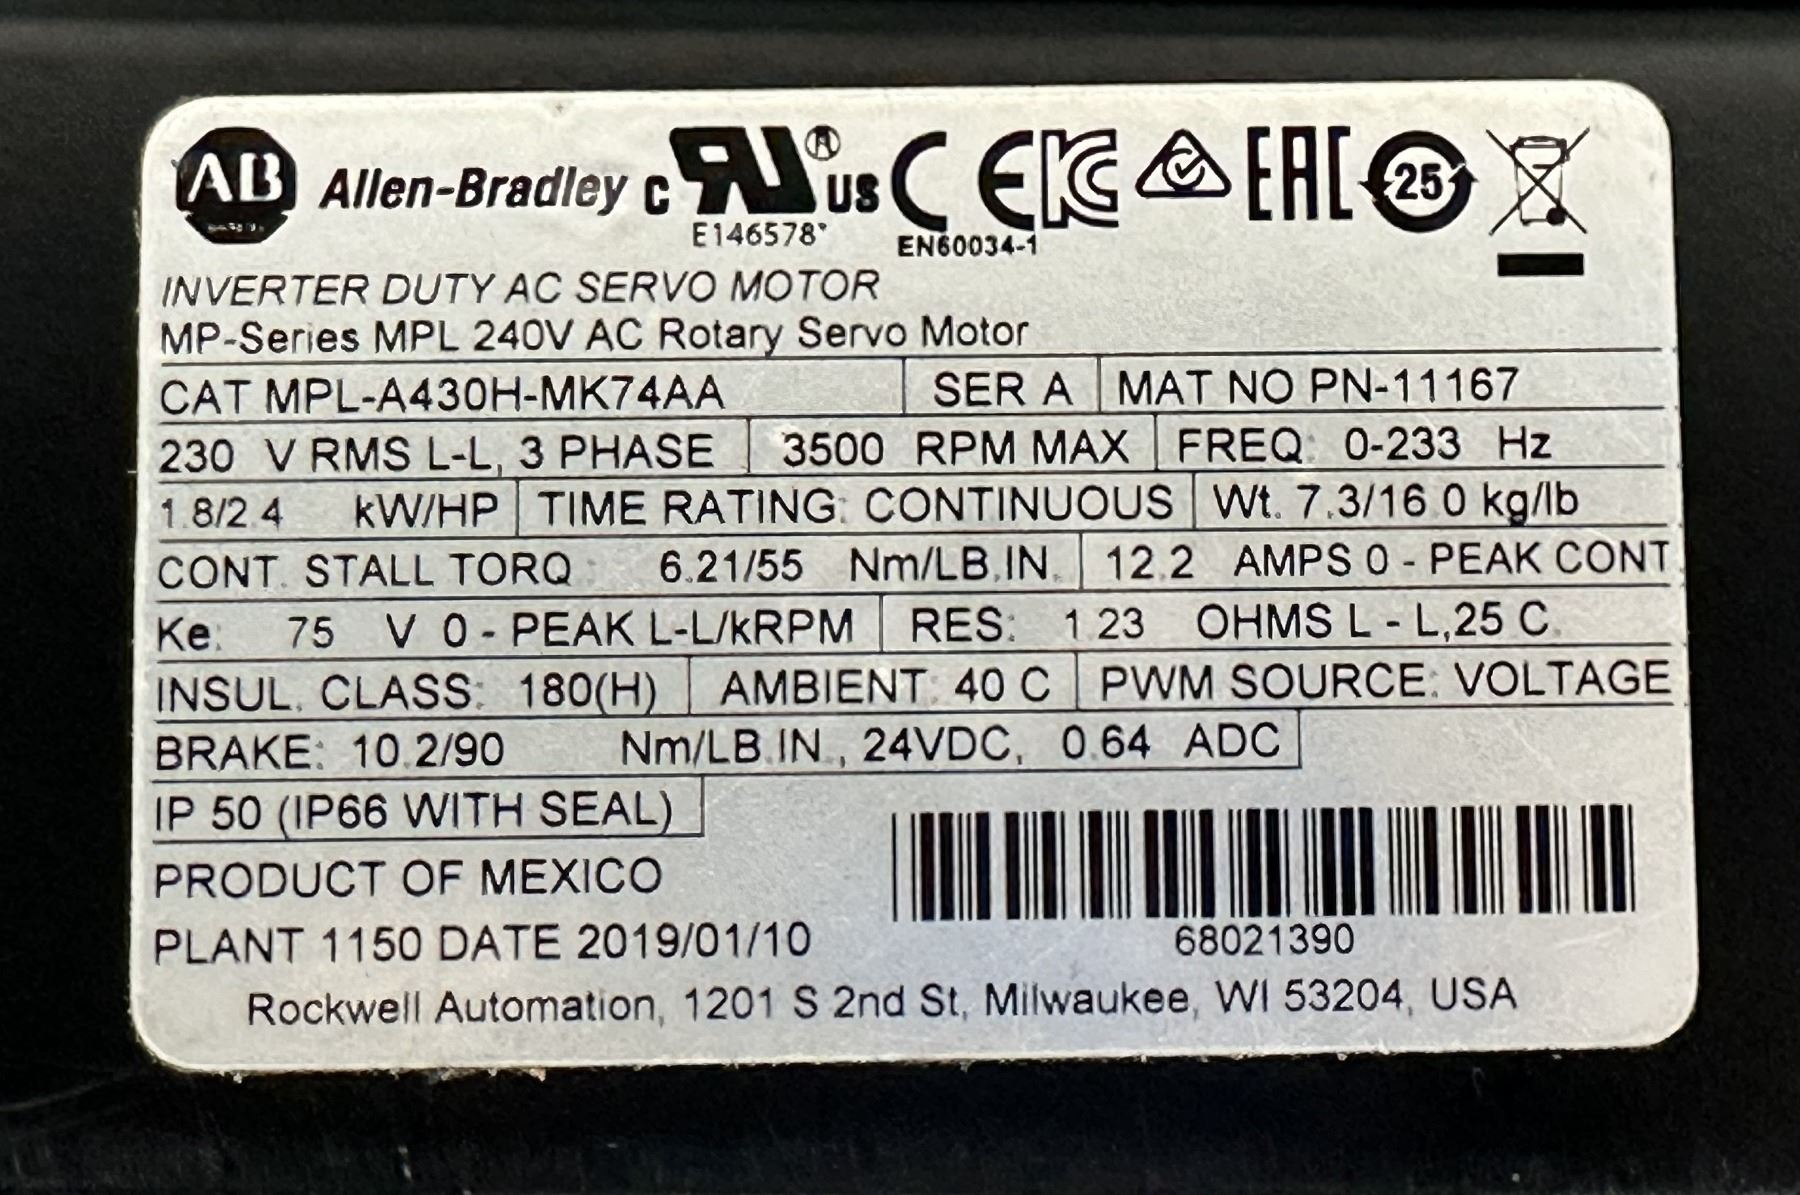 AB Allen-Bradley c RU ® US CE KC EAC 25
E146578 EN60034-1
INVERTER DUTY AC SERVO MOTOR
MP-Series MPL 240V AC Rotary Servo Motor
CAT MPL-A430H-MK74AA SER A MAT NO PN-11167
230 V RMS L-L, 3 PHASE 3500 RPM MAX FREQ: 0-233 Hz
1.8/2.4 kW/HP TIME RATING: CONTINUOUS Wt. 7.3/16.0 kg/lb
CONT. STALL TORQ : 6.21/55 Nm/LB.IN. 12.2 AMPS 0 - PEAK CONT
Ke: 75 V 0 - PEAK L-L/kRPM RES: 1.23 OHMS L - L,25 C.
INSUL. CLASS: 180(H) AMBIENT: 40 C PWM SOURCE: VOLTAGE
BRAKE: 10.2/90 Nm/LB.IN., 24VDC, 0.64 ADC
IP 50 (IP66 WITH SEAL)
PRODUCT OF MEXICO
PLANT 1150 DATE 2019/01/10
68021390
Rockwell Automation, 1201 S 2nd St, Milwaukee, WI 53204, USA